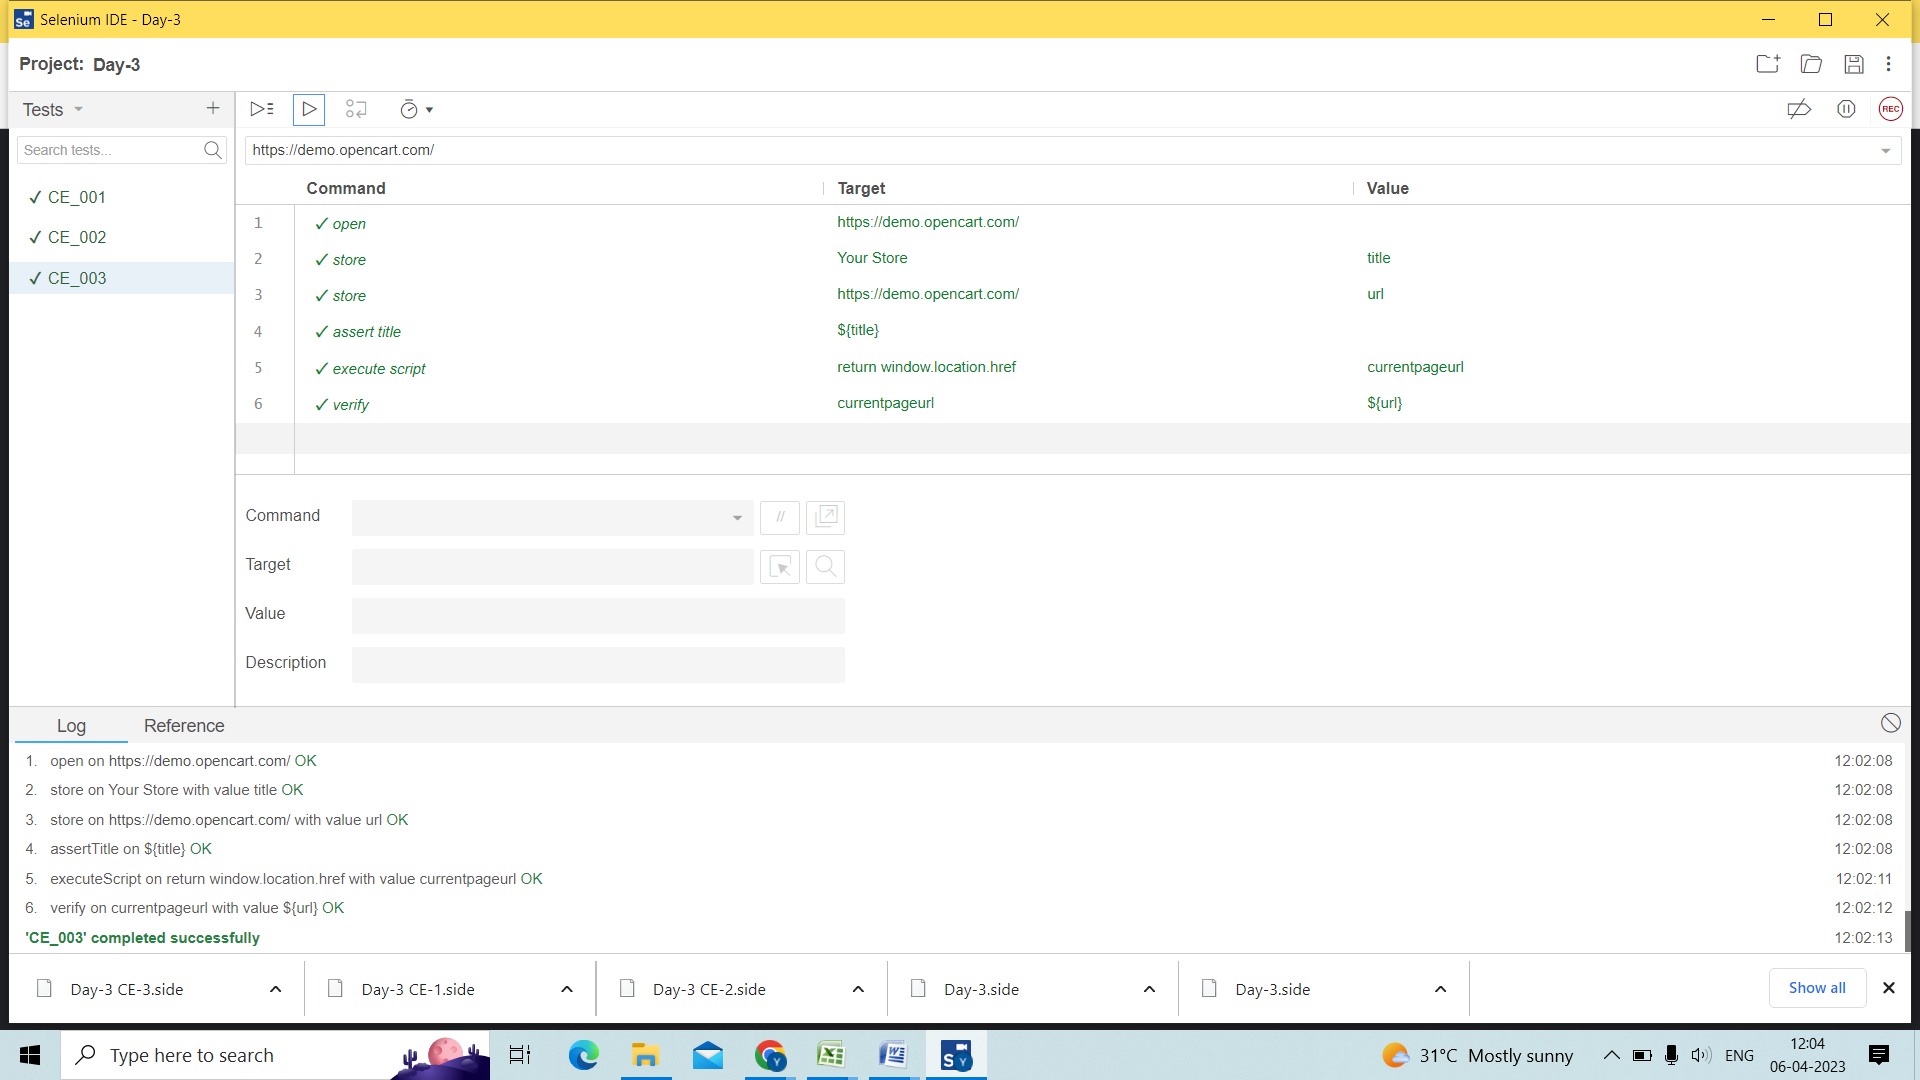 Selenium IDE - Day-3
Project: Day-3
Tests
Search tests...
https://demo.opencart.com/
REC
✓ CE_001
✓ CE_002
✓ CE_003
Command Target Value
1 ✓ open https://demo.opencart.com/
2 ✓ store Your Store title
3 ✓ store https://demo.opencart.com/ url
4 ✓ assert title ${title}
5 ✓ execute script return window.location.href currentpageurl
6 ✓ verify currentpageurl ${url}
Command //
Target
Value
Description
Log Reference
1. open on https://demo.opencart.com/ OK 12:02:08
2. store on Your Store with value title OK 12:02:08
3. store on https://demo.opencart.com/ with value url OK 12:02:08
4. assertTitle on ${title} OK 12:02:08
5. executeScript on return window.location.href with value currentpageurl OK 12:02:11
6. verify on currentpageurl with value ${url} OK 12:02:12
'CE_003' completed successfully 12:02:13
Day-3 CE-3.side Day-3 CE-1.side Day-3 CE-2.side Day-3.side Day-3.side Show all
Type here to search 31°C Mostly sunny ENG 12:04
06-04-2023